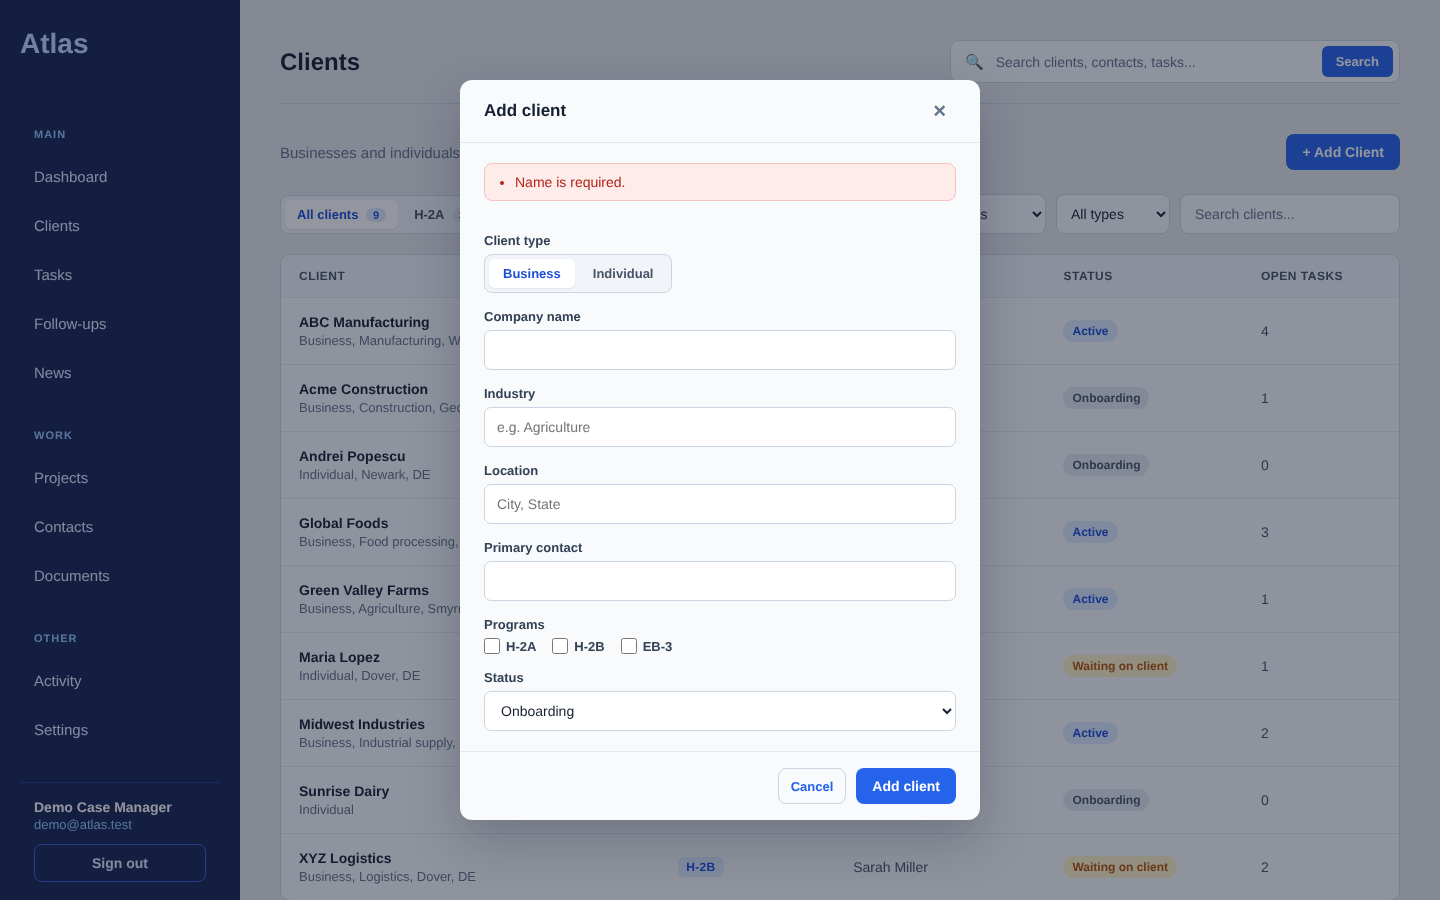 Atlas
MAIN
Dashboard
Clients
Tasks
Follow-ups
News
WORK
Projects
Contacts
Documents
OTHER
Activity
Settings
Demo Case Manager
demo@atlas.test
Sign out
Clients
Search clients, contacts, tasks...
Search
Businesses and individuals
+ Add Client
All clients 9
H-2A
All types
Search clients...
CLIENT
STATUS
OPEN TASKS
ABC Manufacturing
Business, Manufacturing, W
Active
4
Acme Construction
Business, Construction, Geo
Onboarding
1
Andrei Popescu
Individual, Newark, DE
Onboarding
0
Global Foods
Business, Food processing,
Active
3
Green Valley Farms
Business, Agriculture, Smyr
Active
1
Maria Lopez
Individual, Dover, DE
Waiting on client
1
Midwest Industries
Business, Industrial supply,
Active
2
Sunrise Dairy
Individual
Onboarding
0
XYZ Logistics
Business, Logistics, Dover, DE
H-2B
Sarah Miller
Waiting on client
2
Add client
×
• Name is required.
Client type
Business Individual
Company name
Industry
e.g. Agriculture
Location
City, State
Primary contact
Programs
H-2A H-2B EB-3
Status
Onboarding
Cancel
Add client